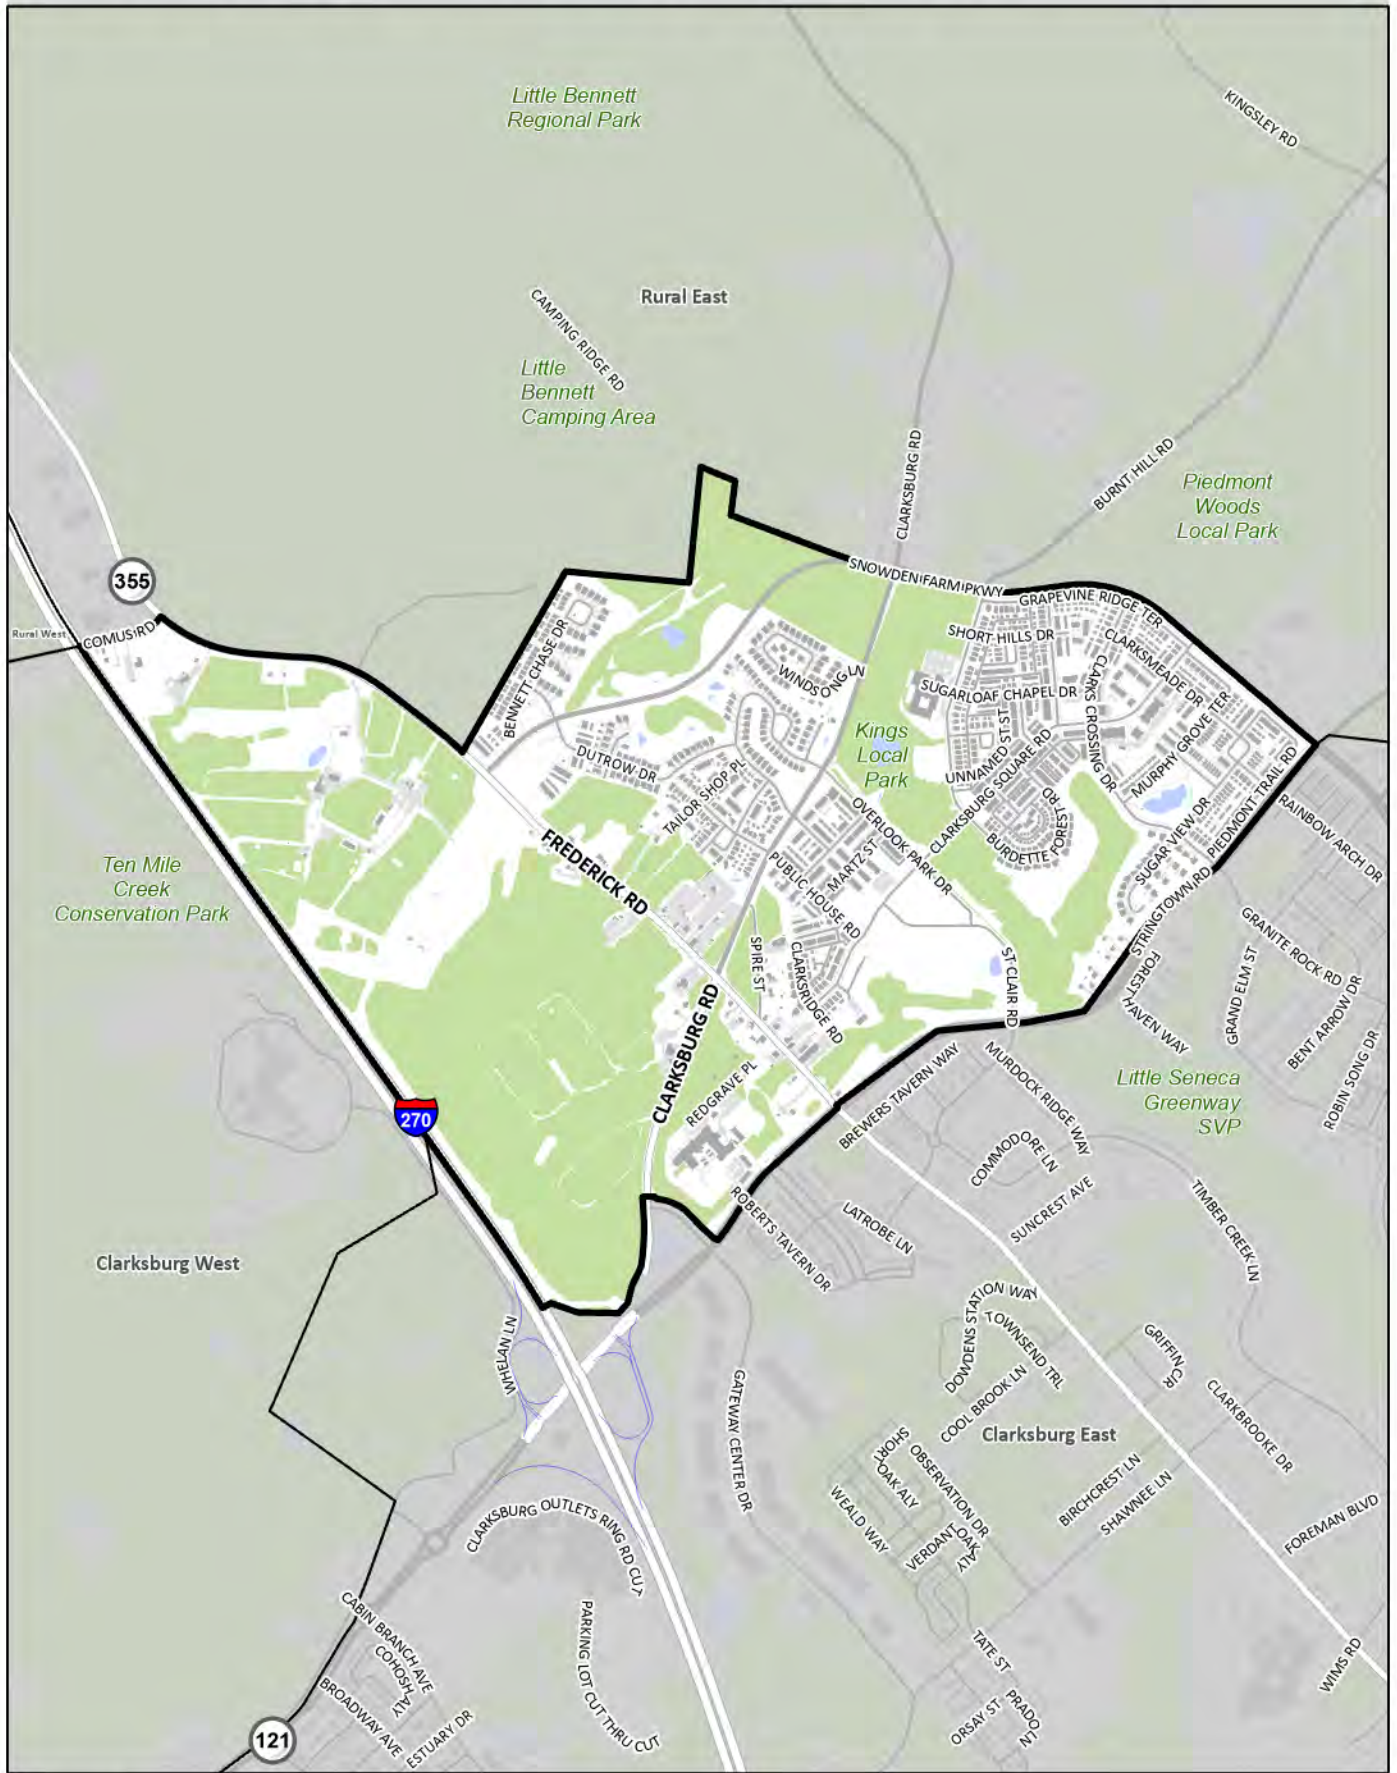 Little Bennett
Regional Park
KINGSLEY RD
Rural East
CAMPING RIDGE RD
Little
Bennett
Camping Area
CLARKSBURG RD
BURNT HILL RD
Piedmont
Woods
Local Park
355
SNOWDEN FARM PKWY
GRAPEVINE RIDGE TER
Rural West
COMUS RD
BENNETT CHASE DR
SHORT HILLS DR
CLARKSMEADE DR
WINDSONG LN
SUGARLOAF CHAPEL DR
CLARKS CROSSING DR
MURPHY GROVE TER
Kings
Local
Park
UNNAMED ST ST
CLARKSBURG SQUARE RD
DUTROW DR
TAILOR SHOP PL
PIEDMONT TRAIL RD
RAINBOW ARCH DR
OVERLOOK PARK DR
BURDETTE FOREST RD
SUGAR VIEW DR
FREDERICK RD
MARTZ ST
PUBLIC HOUSE RD
Ten Mile
Creek
Conservation Park
STRINGTOWN RD
GRANITE ROCK RD
SPIRE ST
CLARKSRIDGE RD
ST CLAIR RD
FOREST HAVEN WAY
GRAND ELM ST
BENT ARROW DR
ROBIN SONG DR
CLARKSBURG RD
REDGRAVE PL
270
BREWERS TAVERN WAY
MURDOCK RIDGE WAY
Little Seneca
Greenway
SVP
COMMODORE LN
SUNCREST AVE
TIMBER CREEK LN
ROBERTS TAVERN DR
LATROBE LN
Clarksburg West
DOWDENS STATION WAY
TOWNSEND TRL
WHELAN LN
GRIFFIN CIR
GATEWAY CENTER DR
COOL BROOK LN
CLARKBROOKE DR
Clarksburg East
SHORT OAK ALY
OBSERVATION DR
BIRCHCREST LN
SHAWNEE LN
WEALD WAY
VERDANT OAK ALY
FOREMAN BLVD
CLARKSBURG OUTLETS RING RD CUT
PARKING LOT CUT THRU CUT
CABIN BRANCH AVE
COHOSH ALY
BROADWAY AVE
ESTUARY DR
TATE ST
PRADO LN
ORSAY ST
WIMS RD
121